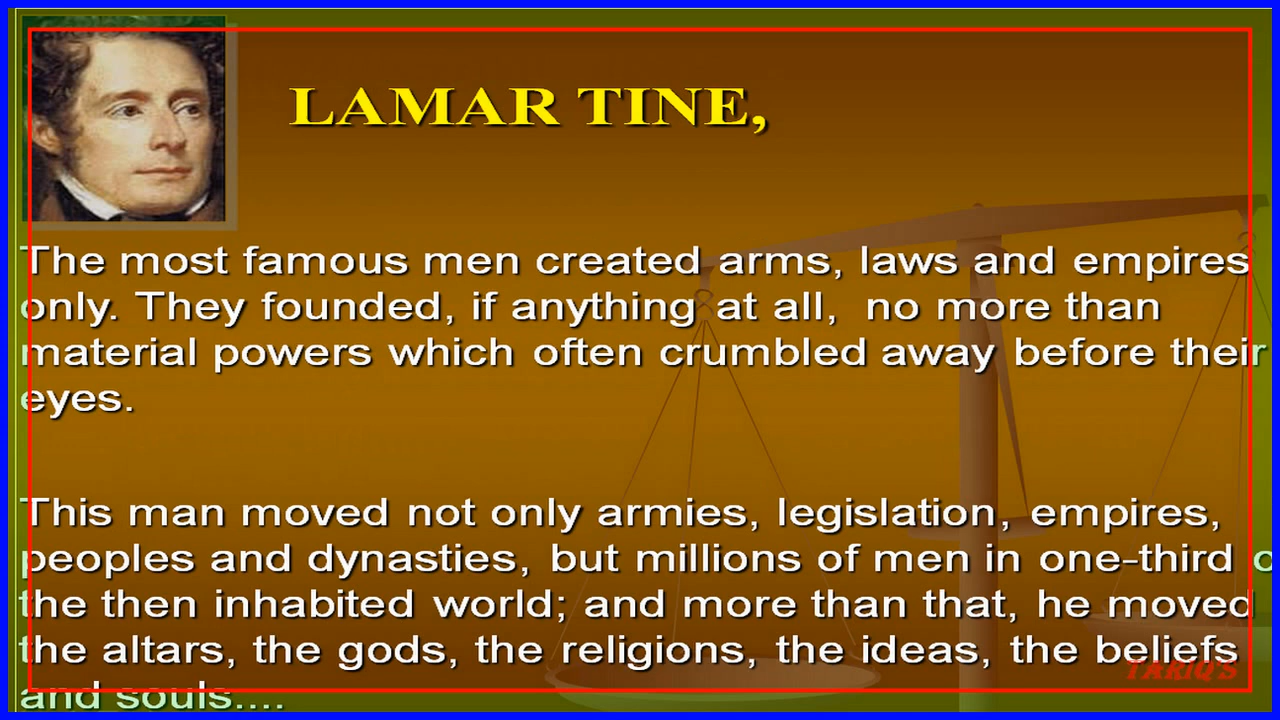 LAMAR TINE,
The most famous men created arms, laws and empires
only. They founded, if anything at all, no more than
material powers which often crumbled away before their
eyes.
This man moved not only armies, legislation, empires,
peoples and dynasties, but millions of men in one-third
the then inhabited world; and more than that, he moved
the altars, the gods, the religions, the ideas, the beliefs
and souls....
TARIQ'S